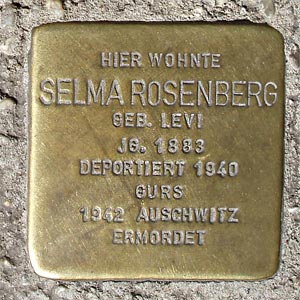 HIER WOHNTE
SELMA ROSENBERG
GEB. LEVI
JG. 1883
DEPORTIERT 1940
GURS
1942 AUSCHWITZ
ERMORDET